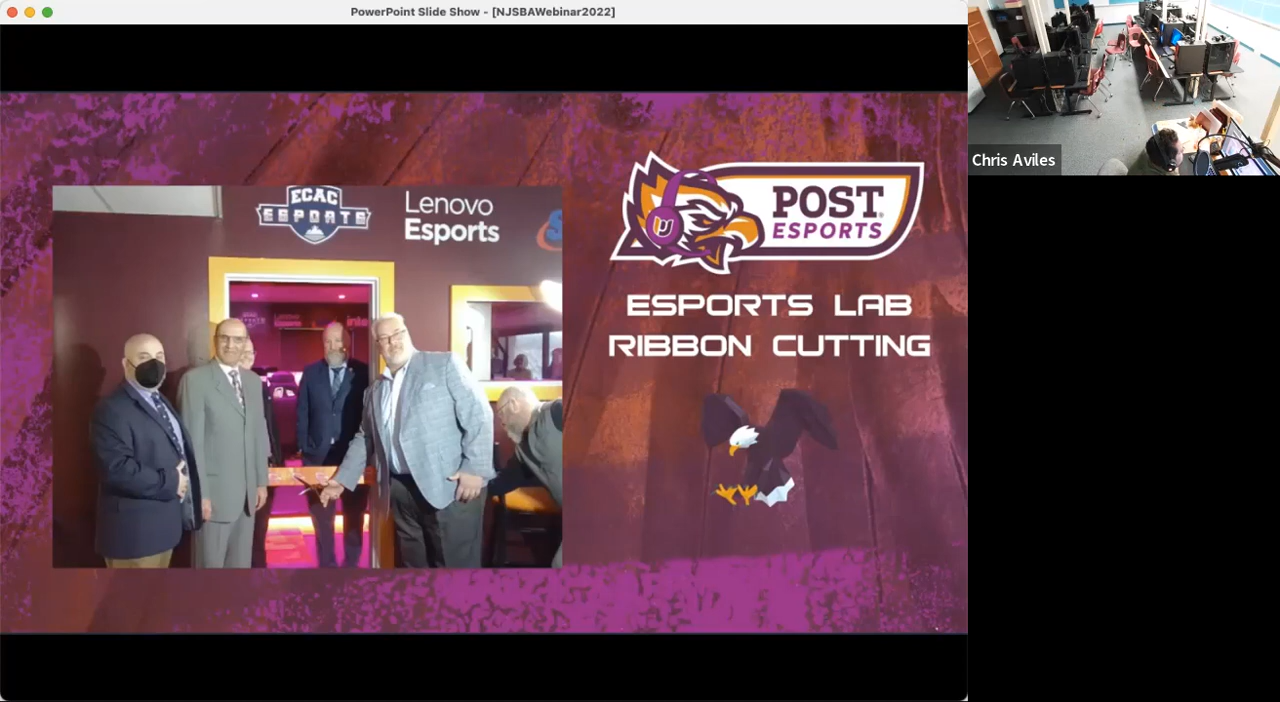 PowerPoint Slide Show - [NJSBAWebinar2022]
ECAC
ESPORTS
Lenovo
Esports
POST
ESPORTS
ESPORTS LAB
RIBBON CUTTING
Chris Aviles